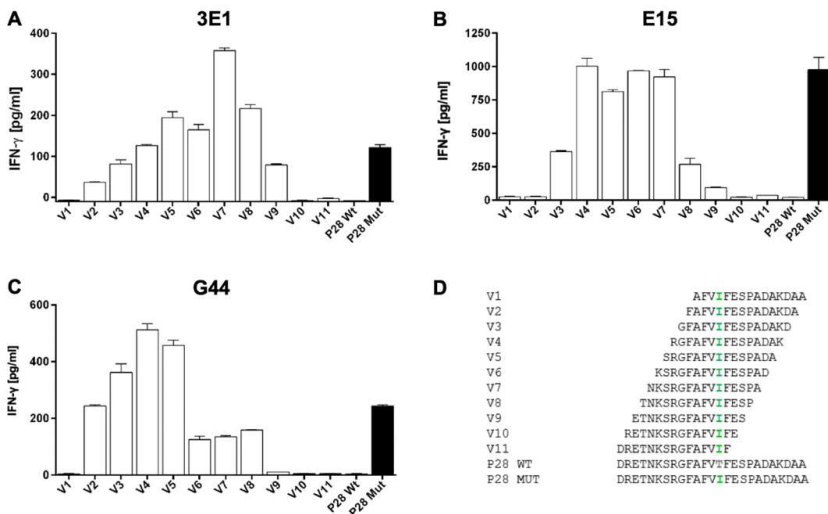 A
3E1
IFN-γ [pg/ml]
400
300
200
100
0
V1 V2 V3 V4 V5 V6 V7 V8 V9 V10 V11 P28 Wt P28 Mut
B
E15
IFN-γ [pg/ml]
1250
1000
750
500
250
0
V1 V2 V3 V4 V5 V6 V7 V8 V9 V10 V11 P28 Wt P28 Mut
C
G44
IFN-γ [pg/ml]
600
400
200
0
V1 V2 V3 V4 V5 V6 V7 V8 V9 V10 V11 P28 Wt P28 Mut
D
V1 AFVIFESPADAKDAA
V2 FAFVIFESPADAKDA
V3 GFAFVIFESPADAKD
V4 RGFAFVIFESPADAK
V5 SRGFAFVIFESPADA
V6 KSRGFAFVIFESPAD
V7 NKSRGFAFVIFESPA
V8 TNKSRGFAFVIFESP
V9 ETNKSRGFAFVIFES
V10 RETNKSRGFAFVIFE
V11 DRETNKSRGFAFVIF
P28 WT DRETNKSRGFAFVTFESPADAKDAA
P28 MUT DRETNKSRGFAFVIFESPADAKDAA